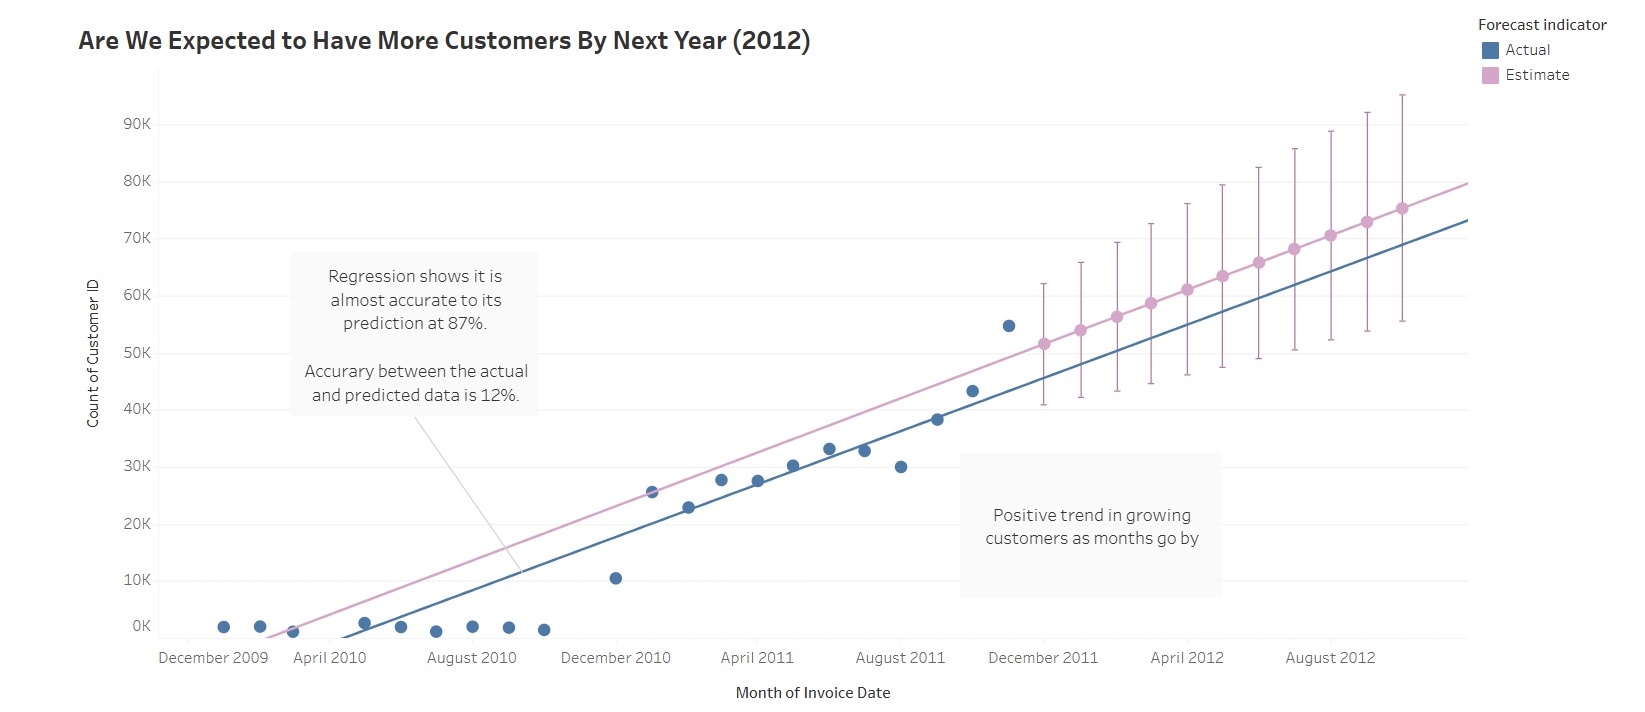 Are We Expected to Have More Customers By Next Year (2012)
Forecast indicator
Actual
Estimate
90K
80K
70K
60K
50K
40K
30K
20K
10K
0K
Count of Customer ID
Regression shows it is
almost accurate to its
prediction at 87%.
Accurary between the actual
and predicted data is 12%.
Positive trend in growing
customers as months go by
December 2009
April 2010
August 2010
December 2010
April 2011
August 2011
December 2011
April 2012
August 2012
Month of Invoice Date